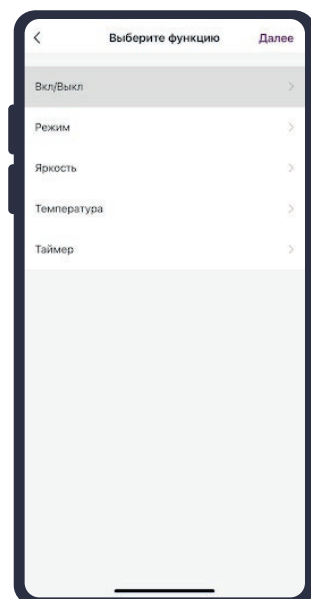 Выберите функцию Далее
Вкл/Выкл
Режим
Яркость
Температура
Таймер